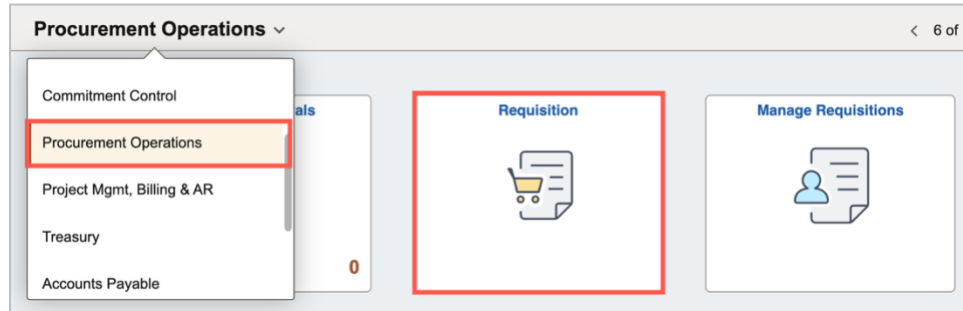 Procurement Operations
< 6 of
Commitment Control
Procurement Operations
Project Mgmt, Billing & AR
Treasury
Accounts Payable
als
0
Requisition
Manage Requisitions